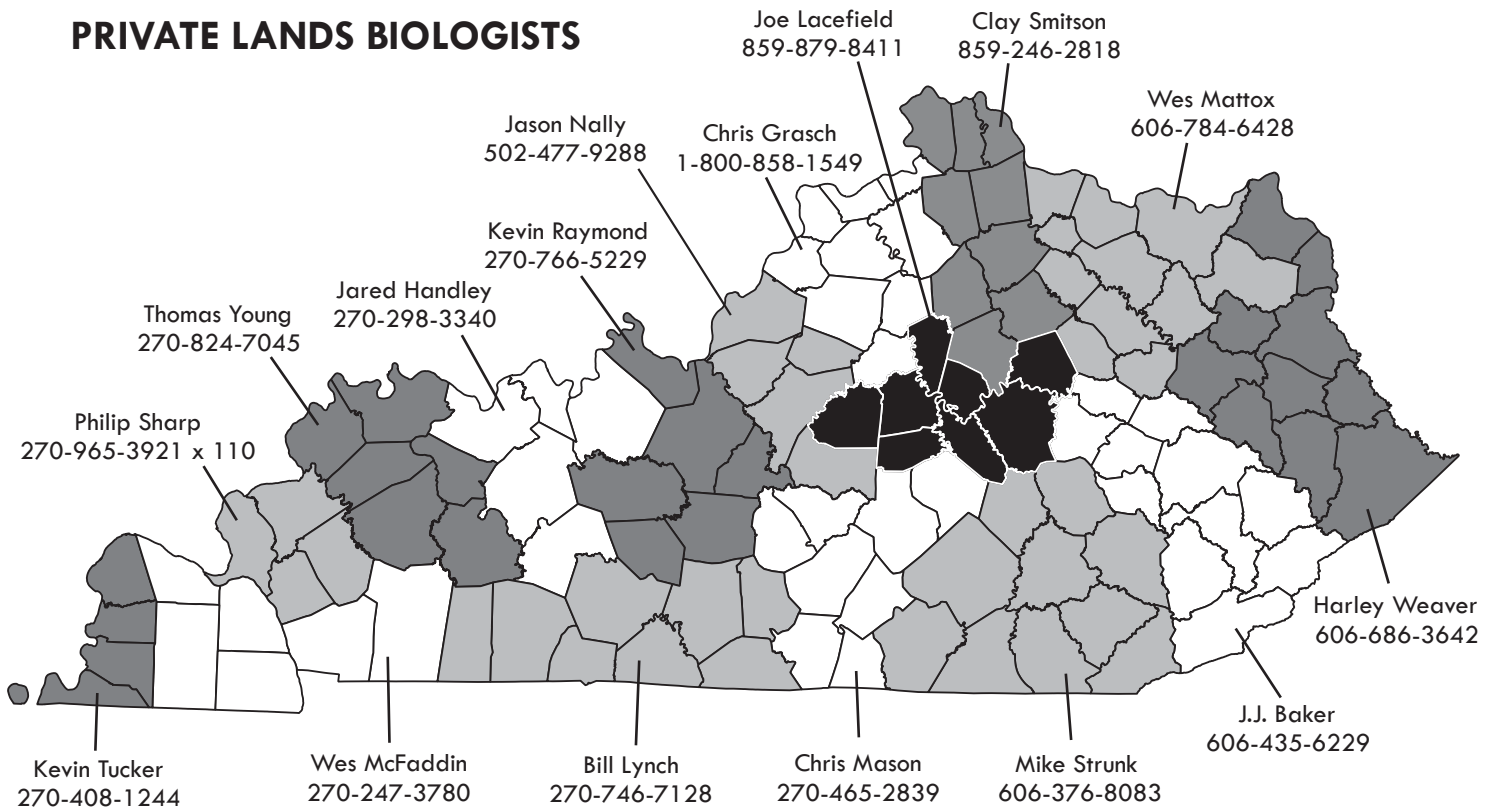 PRIVATE LANDS BIOLOGISTS
Joe Lacefield
859-879-8411
Clay Smitson
859-246-2818
Wes Mattox
606-784-6428
Jason Nally
502-477-9288
Chris Grasch
1-800-858-1549
Kevin Raymond
270-766-5229
Jared Handley
270-298-3340
Thomas Young
270-824-7045
Philip Sharp
270-965-3921 x 110
Harley Weaver
606-686-3642
J.J. Baker
606-435-6229
Kevin Tucker
270-408-1244
Wes McFaddin
270-247-3780
Bill Lynch
270-746-7128
Chris Mason
270-465-2839
Mike Strunk
606-376-8083